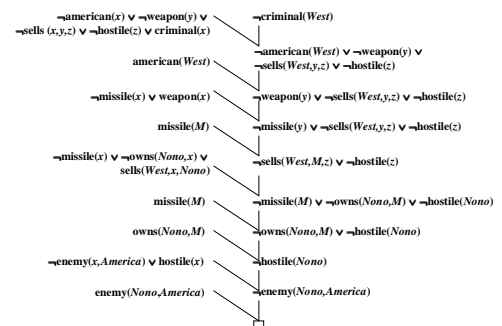 ¬american(x) ∨ ¬weapon(y) ∨
¬sells (x,y,z) ∨ ¬hostile(z) ∨ criminal(x)
¬criminal(West)
american(West)
¬american(West) ∨ ¬weapon(y) ∨
¬sells(West,y,z) ∨ ¬hostile(z)
¬missile(x) ∨ weapon(x)
¬weapon(y) ∨ ¬sells(West,y,z) ∨ ¬hostile(z)
missile(M)
¬missile(y) ∨ ¬sells(West,y,z) ∨ ¬hostile(z)
¬missile(x) ∨ ¬owns(Nono,x) ∨
sells(West,x,Nono)
¬sells(West,M,z) ∨ ¬hostile(z)
missile(M)
¬missile(M) ∨ ¬owns(Nono,M) ∨ ¬hostile(Nono)
owns(Nono,M)
¬owns(Nono,M) ∨ ¬hostile(Nono)
¬enemy(x,America) ∨ hostile(x)
¬hostile(Nono)
enemy(Nono,America)
¬enemy(Nono,America)